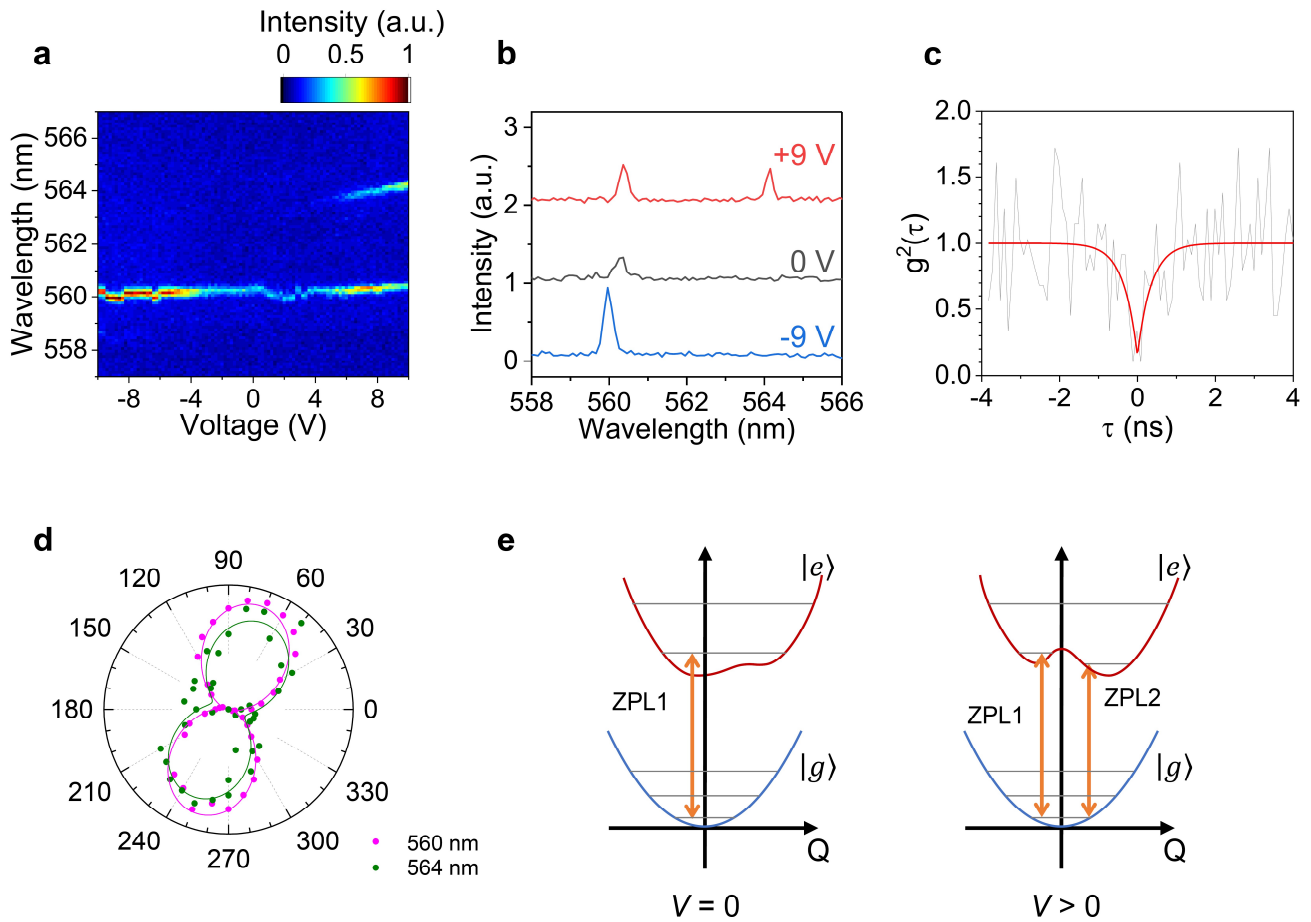 a
Intensity (a.u.)
0 0.5 1
Wavelength (nm)
566
564
562
560
558
-8 -4 0 4 8
Voltage (V)
b
Intensity (a.u.)
3
2
1
0
+9 V
0 V
-9 V
558 560 562 564 566
Wavelength (nm)
c
g²(τ)
2.0
1.5
1.0
0.5
0.0
-4 -2 0 2 4
τ (ns)
d
90
120 60
150 30
180 0
210 330
240 300
270
560 nm
564 nm
e
|e⟩
ZPL1
|g⟩
Q
V = 0
|e⟩
ZPL1
ZPL2
|g⟩
Q
V > 0